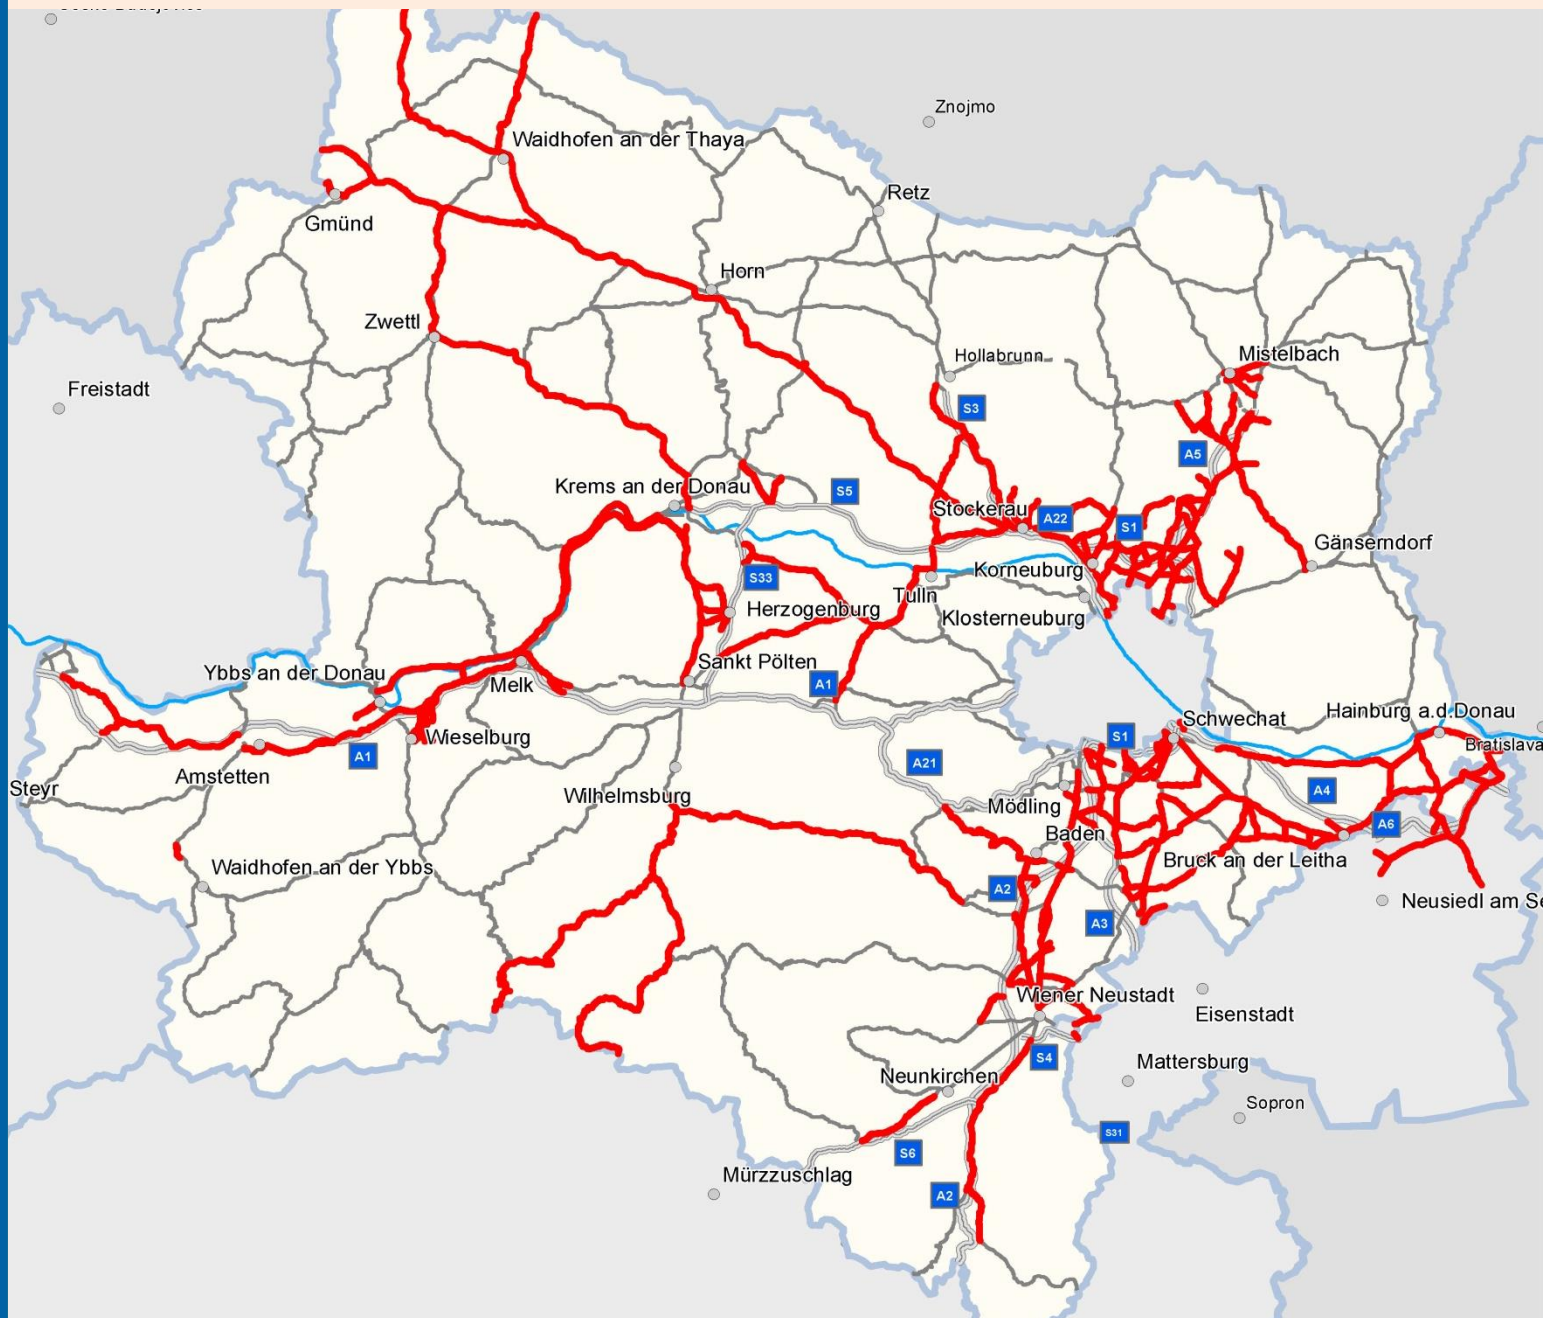 Znojmo
Waidhofen an der Thaya
Retz
Gmünd
Horn
Zwettl
Hollabrunn
Mistelbach
Freistadt
S3
A5
Krems an der Donau
S5
Stockerau
A22
S1
Gänserndorf
Korneuburg
S33
Tulln
Herzogenburg
Klosterneuburg
Ybbs an der Donau
Sankt Pölten
Melk
A1
Hainburg a.d Donau
Schwechat
Wieselburg
S1
Bratislava
A1
Amstetten
A21
Steyr
Wilhelmsburg
Mödling
A4
Baden
A6
Waidhofen an der Ybbs
Bruck an der Leitha
A2
Neusiedl am Se
A3
Wiener Neustadt
Eisenstadt
S4
Neunkirchen
Mattersburg
Sopron
S31
S6
Mürzzuschlag
A2